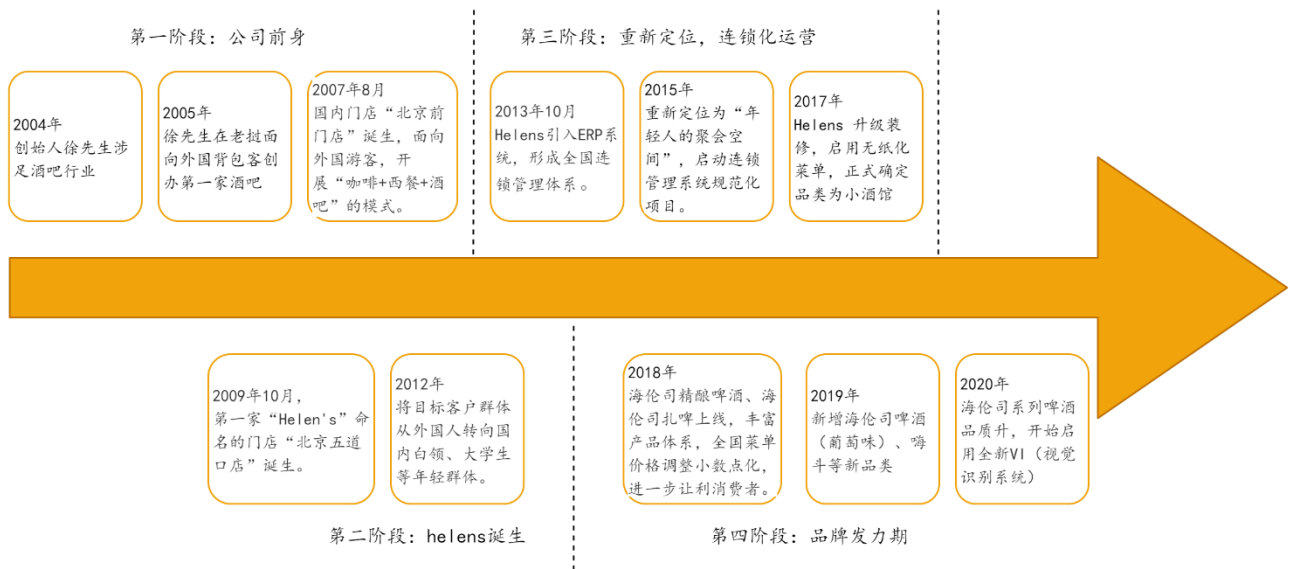 第一阶段：公司前身
2004年
创始人徐先生涉
足酒吧行业
2005年
徐先生在老挝面
向外国背包客创
办第一家酒吧
2007年8月
国内门店“北京前
门店”诞生，面向
外国游客，开
展“咖啡+西餐+酒
吧”的模式。
第三阶段：重新定位，连锁化运营
2013年10月
Helens引入ERP系
统，形成全国连
锁管理体系。
2015年
重新定位为“年
轻人的聚会空
间”，启动连锁
管理系统规范化
项目。
2017年
Helens 升级装
修，启用无纸化
菜单，正式确定
品类为小酒馆
2009年10月，
第一家“Helen's”命
名的门店“北京五道
口店”诞生。
2012年
将目标客户群体
从外国人转向国
内白领、大学生
等年轻群体。
第二阶段：helens诞生
2018年
海伦司精酿啤酒、海
伦司扎啤上线，丰富
产品体系，全国菜单
价格调整小数点化，
进一步让利消费者。
2019年
新增海伦司啤酒
（葡萄味）、嗨
斗等新品类
2020年
海伦司系列啤酒
品质升，开始启
用全新VI（视觉
识别系统）
第四阶段：品牌发力期